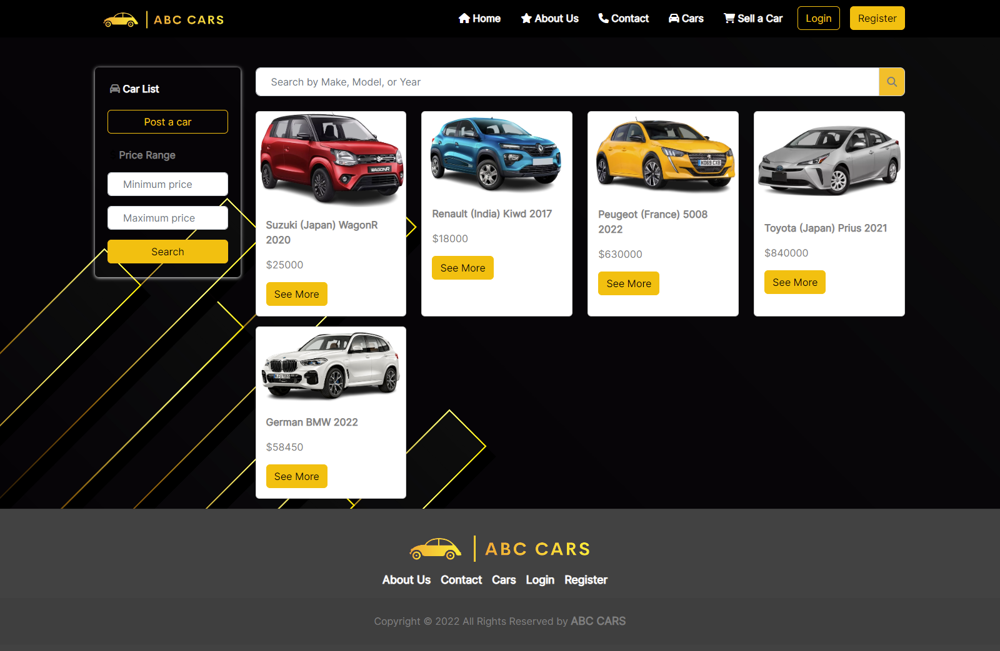 ABC CARS
Home About Us Contact Cars Sell a Car Login Register
Car List
Post a car
Price Range
Minimum price
Maximum price
Search
Search by Make, Model, or Year
WAGONR
Suzuki (Japan) WagonR
2020
$25000
See More
Renault (India) Kiwd 2017
$18000
See More
KO69 CXB
Peugeot (France) 5008
2022
$630000
See More
Toyota (Japan) Prius 2021
$840000
See More
German BMW 2022
$58450
See More
ABC CARS
About Us Contact Cars Login Register
Copyright © 2022 All Rights Reserved by ABC CARS